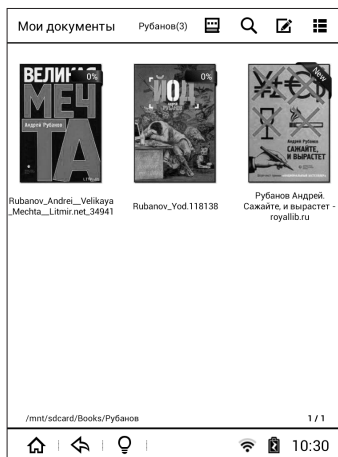 Мои документы
Рубанов(3)
ВЕЛИКАЯ
0%
МЕЧ
ТА
Андрей Рубанов
0%
ЙОД
АНДРЕЙ
РУБАНОВ
New
Андрей Рубанов
САЖАЙТЕ,
И ВЫРАСТЕТ
Rubanov_Andrei__Velikaya
_Mechta__Litmir.net_34941
Rubanov_Yod.118138
Рубанов Андрей.
Сажайте, и вырастет -
royallib.ru
/mnt/sdcard/Books/Рубанов
1 / 1
10:30